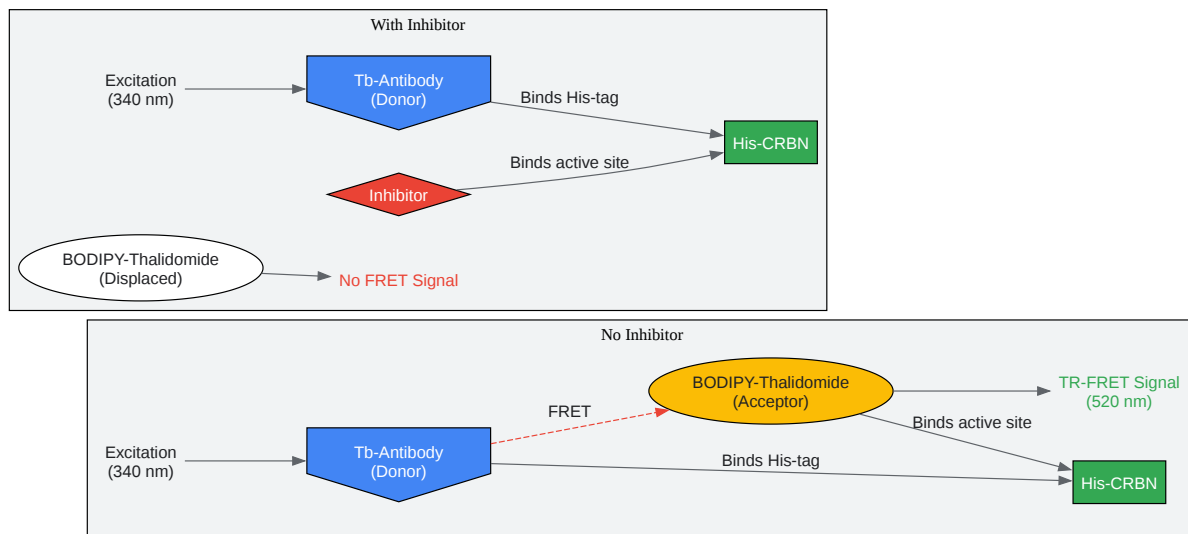 With Inhibitor
Excitation
(340 nm)
Tb-Antibody
(Donor)
Binds His-tag
His-CRBN
Binds active site
Inhibitor
BODIPY-Thalidomide
(Displaced)
No FRET Signal
No Inhibitor
BODIPY-Thalidomide
(Acceptor)
TR-FRET Signal
(520 nm)
FRET
Binds active site
Excitation
(340 nm)
Tb-Antibody
(Donor)
Binds His-tag
His-CRBN